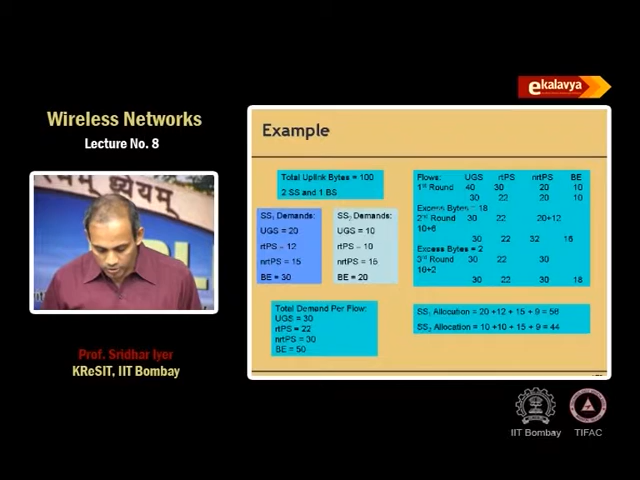 ekalavya
Wireless Networks
Lecture No. 8
ध्येयम्
Prof. Sridhar Iyer
KReSIT, IIT Bombay
Example
Total Uplink Bytes = 100
2 SS and 1 BS
SS1 Demands:
UGS = 20
rtPS = 12
nrtPS = 15
BE = 30
SS2 Demands:
UGS = 10
rtPS = 10
nrtPS = 15
BE = 20
Total Demand Per Flow:
UGS = 30
rtPS = 22
nrtPS = 30
BE = 50
Flows: UGS rtPS nrtPS BE
1st Round 40 30 20 10
30 22 20 10
Excess Bytes = 18
2nd Round 30 22 20+12
10+6
30 22 32 16
Excess Bytes = 2
3rd Round 30 22 30
10+2
30 22 30 18
SS1 Allocation = 20 +12 + 15 + 9 = 56
SS2 Allocation = 10 +10 + 15 + 9 = 44
IIT Bombay
TIFAC